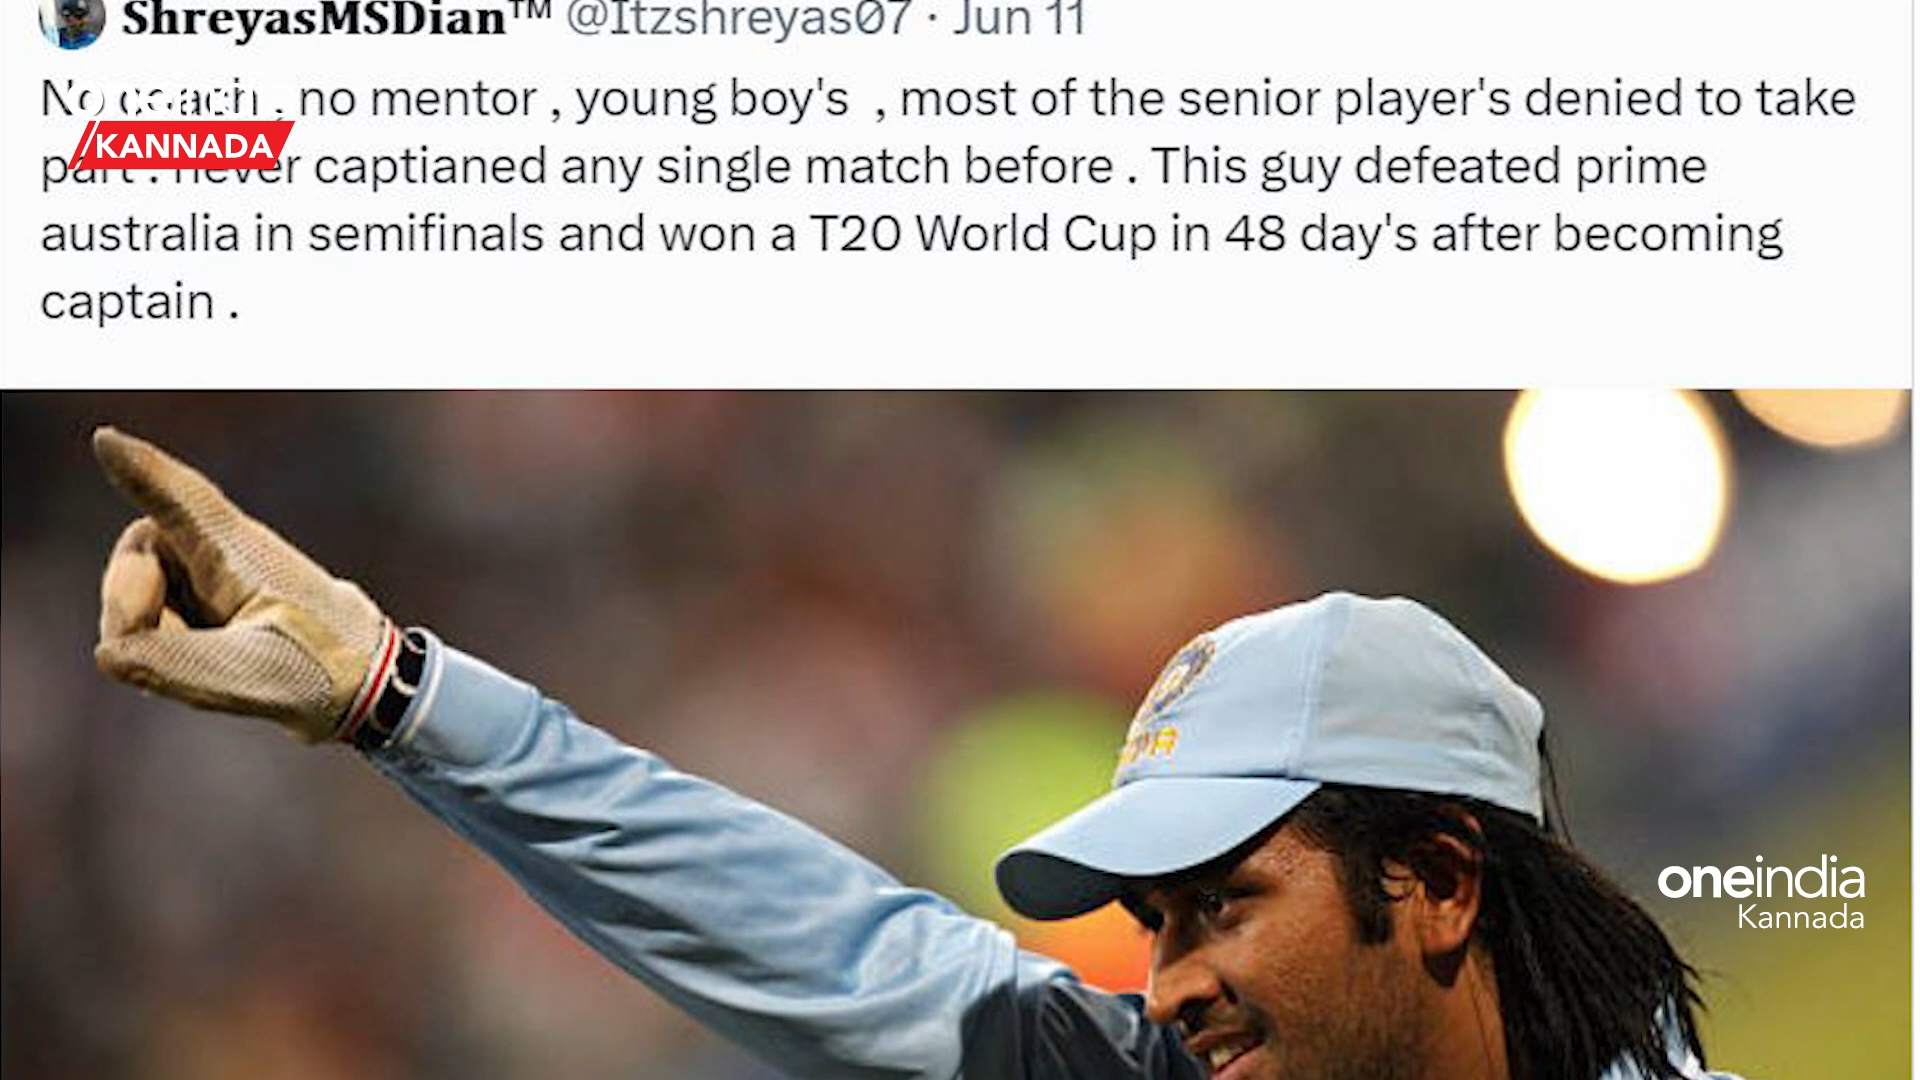 ShreyasMSDian™ @Itzshreyas07 · Jun 11
no mentor , young boy's , most of the senior player's denied to take
KANNADA
part . never captianed any single match before . This guy defeated prime
australia in semifinals and won a T20 World Cup in 48 day's after becoming
captain .
oneindia
Kannada